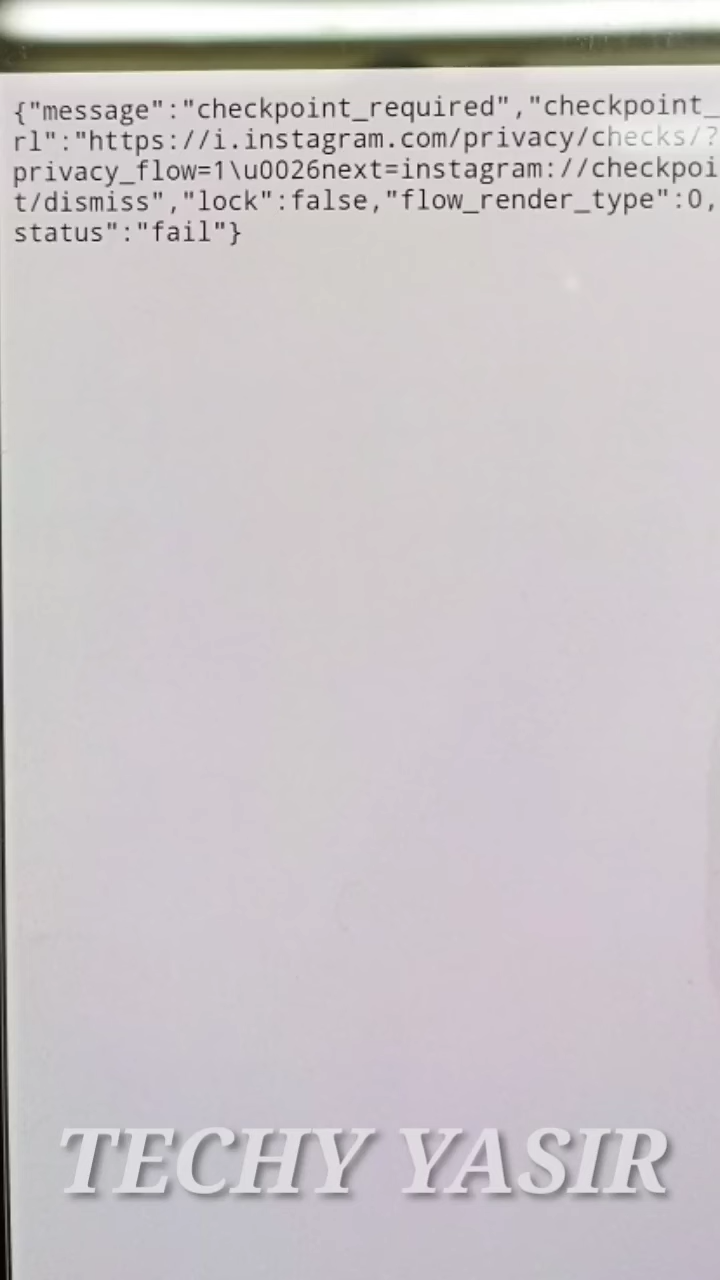 {"message":"checkpoint_required","checkpoint_
rl":"https://i.instagram.com/privacy/checks/?
privacy_flow=1\u0026next=instagram://checkpoi
t/dismiss","lock":false,"flow_render_type":0,
status":"fail"}
TECHY YASIR